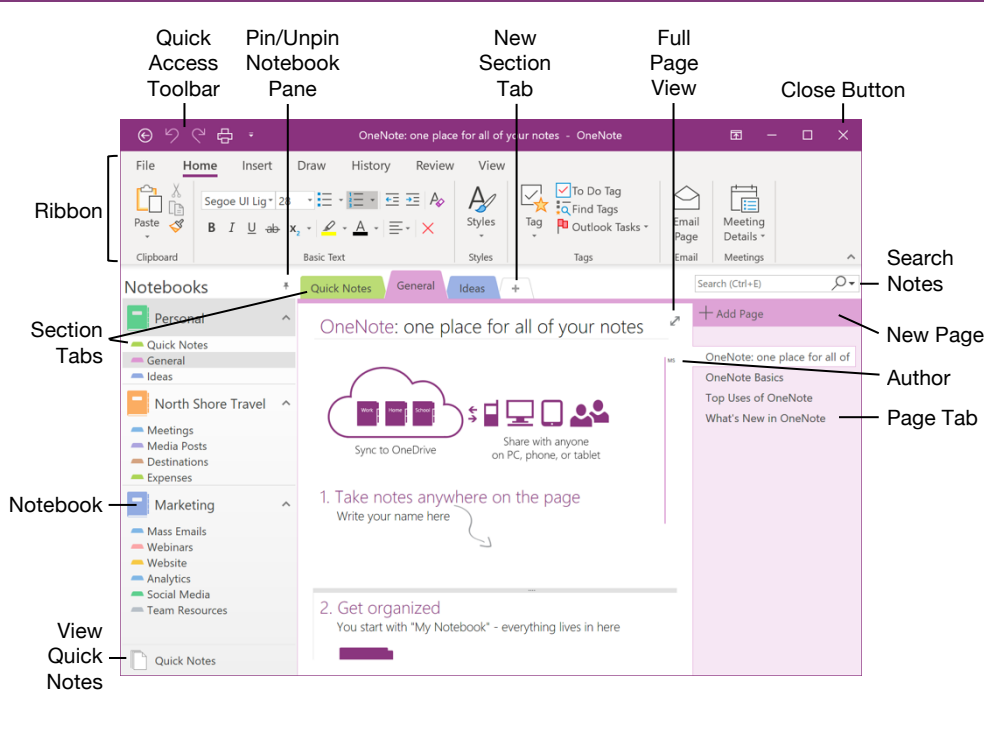 Quick
Access
Toolbar
Pin/Unpin
Notebook
Pane
New
Section
Tab
Full
Page
View
Close Button
OneNote: one place for all of your notes - OneNote
Ribbon
File Home Insert Draw History Review View
Paste
Clipboard
Segoe UI Lig 28
B I U ab x₂ A
Basic Text
A
Styles
Styles
Tag
To Do Tag
Find Tags
Outlook Tasks
Tags
Email
Page
Email
Meeting
Details
Meetings
Search
Notes
Notebooks
Quick Notes General Ideas +
Search (Ctrl+E)
Section
Tabs
Personal
Quick Notes
General
Ideas
North Shore Travel
Meetings
Media Posts
Destinations
Expenses
Notebook
Marketing
Mass Emails
Webinars
Website
Analytics
Social Media
Team Resources
View
Quick
Notes
Quick Notes
OneNote: one place for all of your notes
MS
Work Home School
Sync to OneDrive
Share with anyone
on PC, phone, or tablet
1. Take notes anywhere on the page
Write your name here
2. Get organized
You start with "My Notebook" - everything lives in here
Add Page
New Page
OneNote: one place for all of
OneNote Basics
Top Uses of OneNote
What's New in OneNote
Author
Page Tab